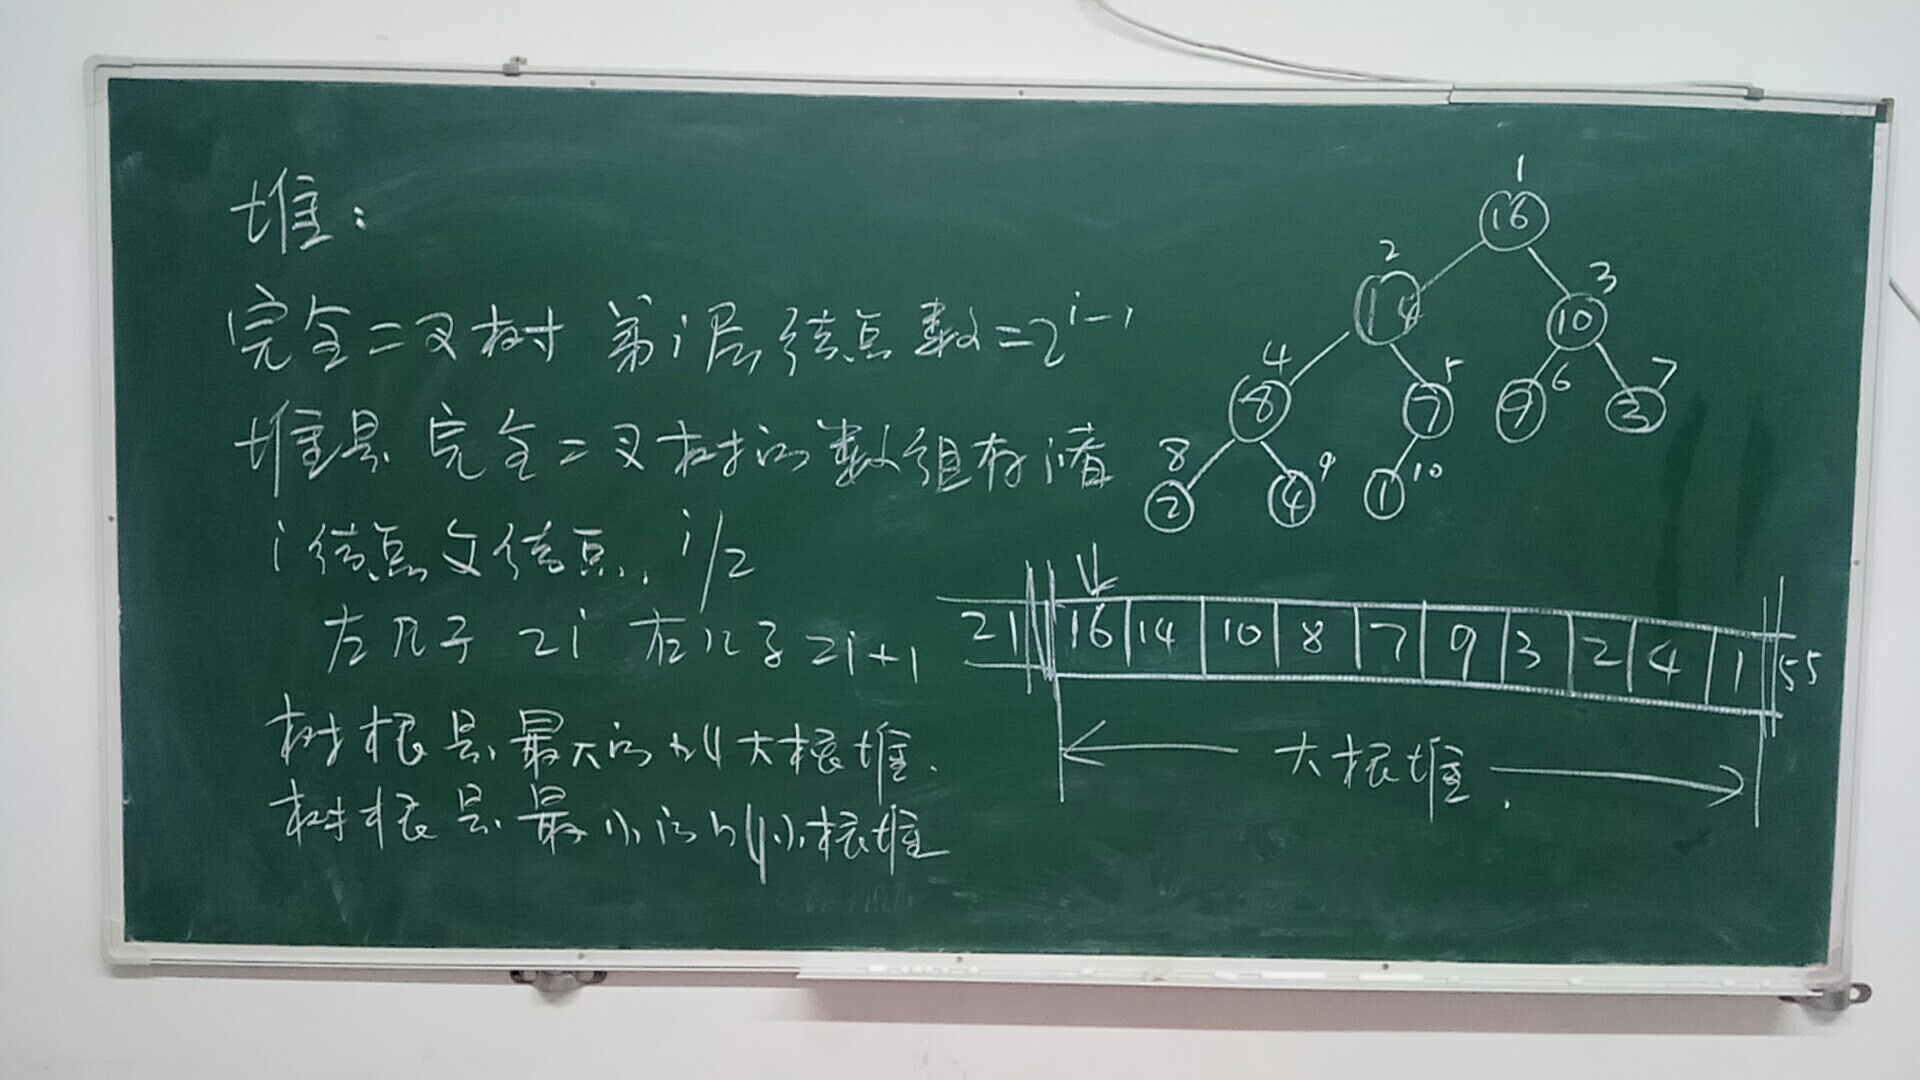 堆：
完全二叉树 第i层结点数=2^{i-1}
堆是 完全二叉树的数组存储
i结点父结点. i/2
左儿子 2i 右儿子 2i+1
树根是最大的叫大根堆.
树根是最小的叫小根堆
1
16
2 3
14 10
4 5 6 7
8 7 9 3
8 9 10
2 4 1
21 16 14 10 8 7 9 3 2 4 1 55
大根堆.